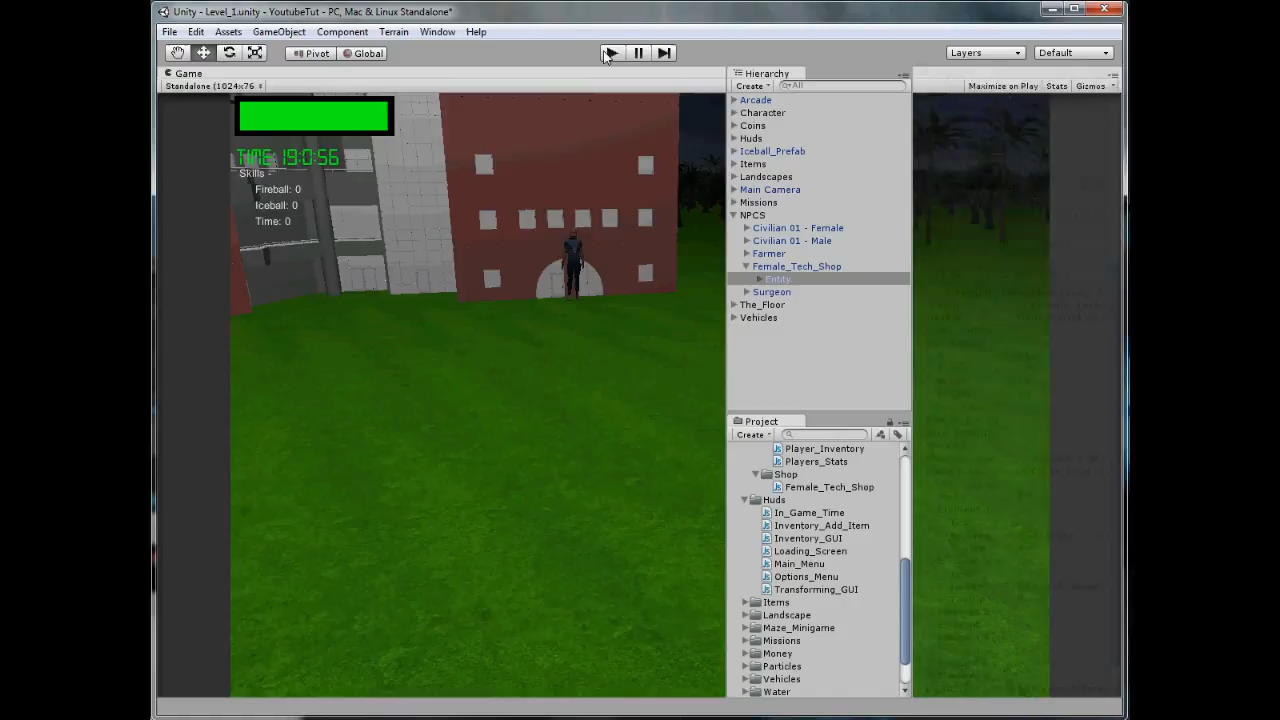 Unity - Level_1.unity - YoutubeTut - PC, Mac & Linux Standalone*
File Edit Assets GameObject Component Terrain Window Help
Pivot Global Layers Default
Game
Standalone (1024x76
TIME: 19:0:56
Skills -
Fireball: 0
Iceball: 0
Time: 0
Hierarchy
Create All
Arcade
Character
Coins
Huds
Iceball_Prefab
Items
Landscapes
Main Camera
Missions
NPCS
Civilian 01 - Female
Civilian 01 - Male
Farmer
Female_Tech_Shop
Entity
Surgeon
The_Floor
Vehicles
Maximize on Play Stats Gizmos
Project
Create
Player_Inventory
Players_Stats
Shop
Female_Tech_Shop
Huds
In_Game_Time
Inventory_Add_Item
Inventory_GUI
Loading_Screen
Main_Menu
Options_Menu
Transforming_GUI
Items
Landscape
Maze_Minigame
Missions
Money
Particles
Vehicles
Water